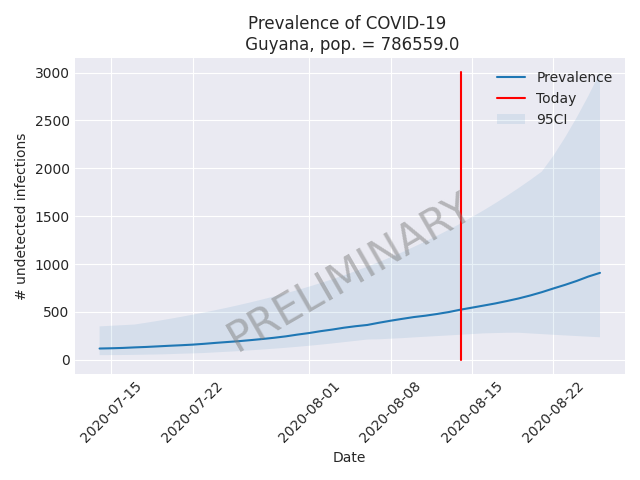 Prevalence of COVID-19
Guyana, pop. = 786559.0
3000
2500
2000
1500
1000
500
0
# undetected infections
Prevalence
Today
95CI
PRELIMINARY
2020-07-15
2020-07-22
2020-08-01
2020-08-08
2020-08-15
2020-08-22
Date